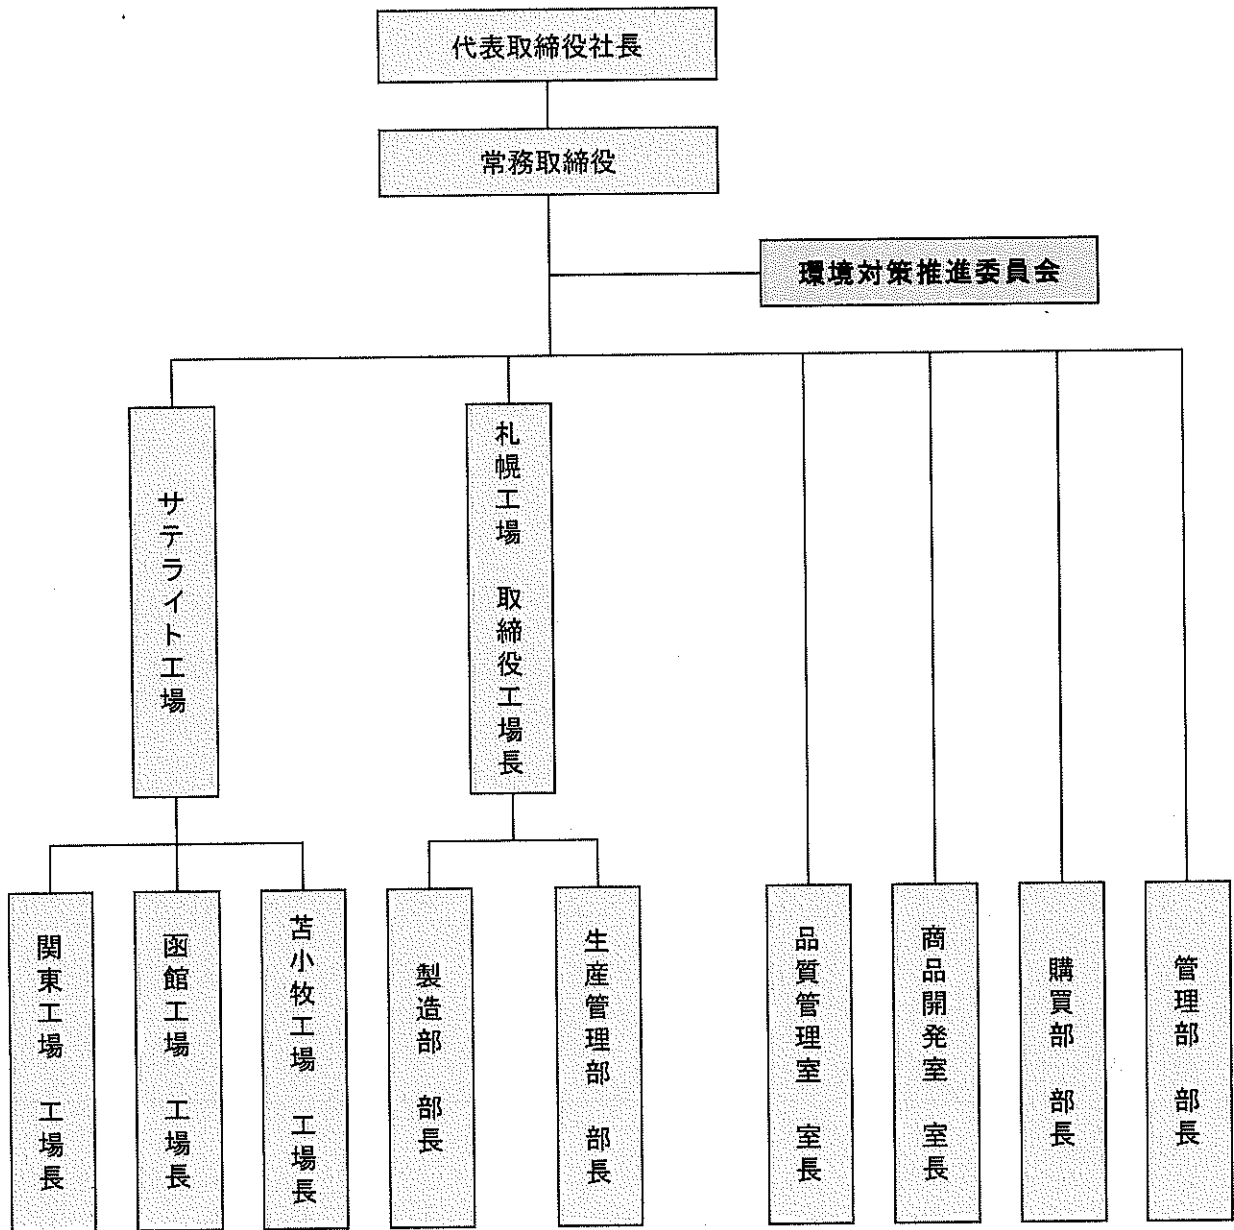 代表取締役社長
常務取締役
環境対策推進委員会
サテライト工場
札幌工場 取締役工場長
関東工場 工場長
函館工場 工場長
苫小牧工場 工場長
製造部 部長
生産管理部 部長
品質管理室 室長
商品開発室 室長
購買部 部長
管理部 部長